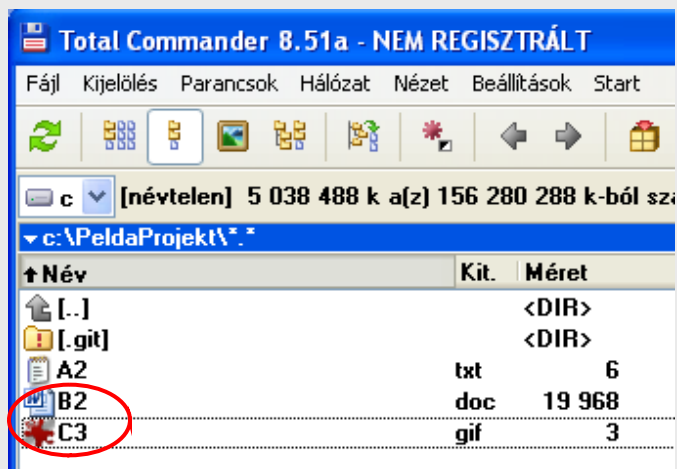 Total Commander 8.51a - NEM REGISZTRÁLT
Fájl Kijelölés Parancsok Hálózat Nézet Beállítások Start
c [névtelen] 5 038 488 k a(z) 156 280 288 k-ból sza
c:\PeldaProjekt\*.*
Név Kit. Méret
[..] <DIR>
[.git] <DIR>
A2 txt 6
B2 doc 19 968
C3 gif 3